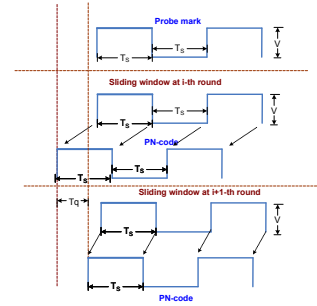 Probe mark
Ts
Ts
V
Sliding window at i-th round
Ts
Ts
V
PN-code
Ts
Ts
Sliding window at i+1-th round
Tq
Ts
V
Ts
PN-code